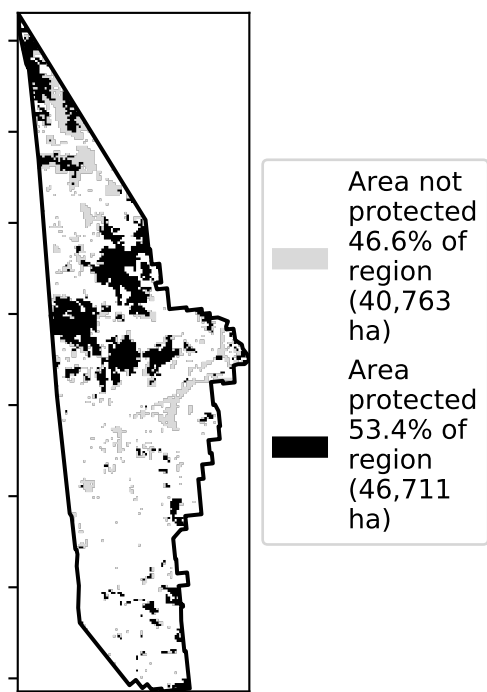 Area not
protected
46.6% of
region
(40,763
ha)
Area
protected
53.4% of
region
(46,711
ha)